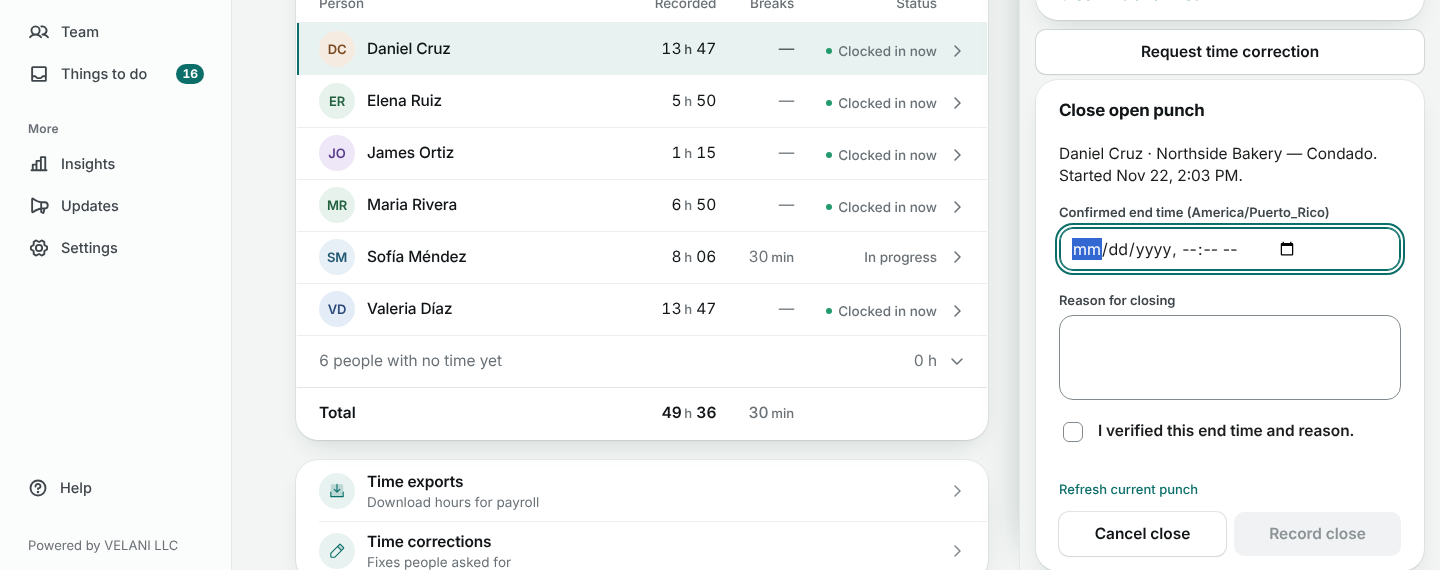 Team
Things to do 16
More
Insights
Updates
Settings
Help
Powered by VELANI LLC
Person Recorded Breaks Status
DC Daniel Cruz 13 h 47 — Clocked in now
ER Elena Ruiz 5 h 50 — Clocked in now
JO James Ortiz 1 h 15 — Clocked in now
MR Maria Rivera 6 h 50 — Clocked in now
SM Sofía Méndez 8 h 06 30 min In progress
VD Valeria Díaz 13 h 47 — Clocked in now
6 people with no time yet 0 h
Total 49 h 36 30 min
Time exports
Download hours for payroll
Time corrections
Fixes people asked for
Request time correction
Close open punch
Daniel Cruz · Northside Bakery — Condado.
Started Nov 22, 2:03 PM.
Confirmed end time (America/Puerto_Rico)
mm/dd/yyyy, --:-- --
Reason for closing
I verified this end time and reason.
Refresh current punch
Cancel close
Record close